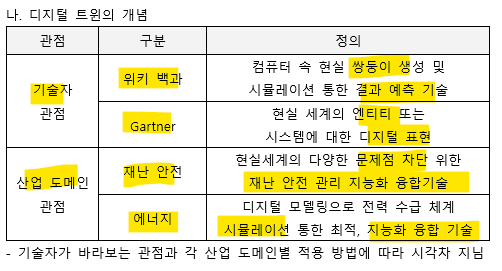 나. 디지털 트윈의 개념
관점 구분 정의
기술자 관점
위키 백과
컴퓨터 속 현실 쌍둥이 생성 및
시뮬레이션 통한 결과 예측 기술
Gartner
현실 세계의 엔티티 또는
시스템에 대한 디지털 표현
산업 도메인 관점
재난 안전
현실세계의 다양한 문제점 차단 위한
재난 안전 관리 지능화 융합기술
에너지
디지털 모델링으로 전력 수급 체계
시뮬레이션 통한 최적, 지능화 융합 기술
- 기술자가 바라보는 관점과 각 산업 도메인별 적용 방법에 따라 시각차 지님